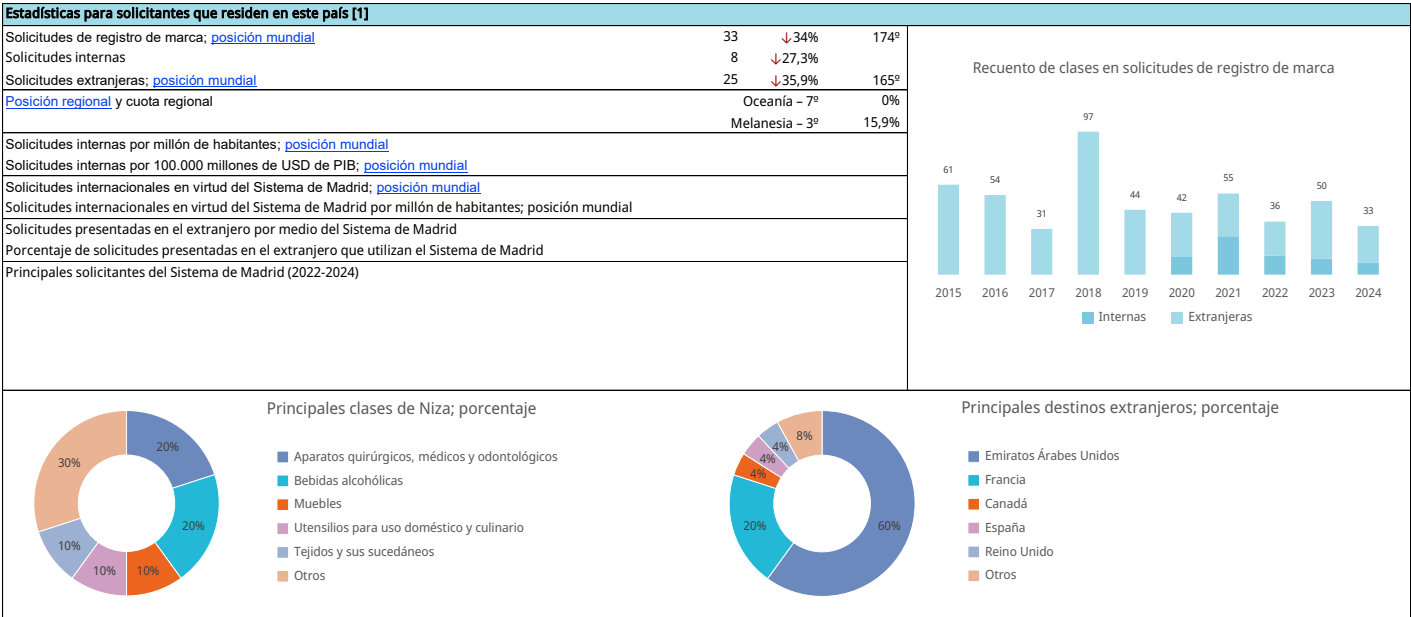 Estadísticas para solicitantes que residen en este país [1]
Solicitudes de registro de marca; posición mundial 33 ↓34% 174º
Solicitudes internas 8 ↓27,3%
Solicitudes extranjeras; posición mundial 25 ↓35,9% 165º
Posición regional y cuota regional Oceanía – 7º 0%
Melanesia – 3º 15,9%
Solicitudes internas por millón de habitantes; posición mundial
Solicitudes internas por 100.000 millones de USD de PIB; posición mundial
Solicitudes internacionales en virtud del Sistema de Madrid; posición mundial
Solicitudes internacionales en virtud del Sistema de Madrid por millón de habitantes; posición mundial
Solicitudes presentadas en el extranjero por medio del Sistema de Madrid
Porcentaje de solicitudes presentadas en el extranjero que utilizan el Sistema de Madrid
Principales solicitantes del Sistema de Madrid (2022-2024)
Recuento de clases en solicitudes de registro de marca
61 54 31 97 44 42 55 36 50 33
2015 2016 2017 2018 2019 2020 2021 2022 2023 2024
Internas Extranjeras
Principales clases de Niza; porcentaje
20%
20%
10%
10%
10%
30%
Aparatos quirúrgicos, médicos y odontológicos
Bebidas alcohólicas
Muebles
Utensilios para uso doméstico y culinario
Tejidos y sus sucedáneos
Otros
Principales destinos extranjeros; porcentaje
60%
20%
4%
4%
4%
8%
Emiratos Árabes Unidos
Francia
Canadá
España
Reino Unido
Otros